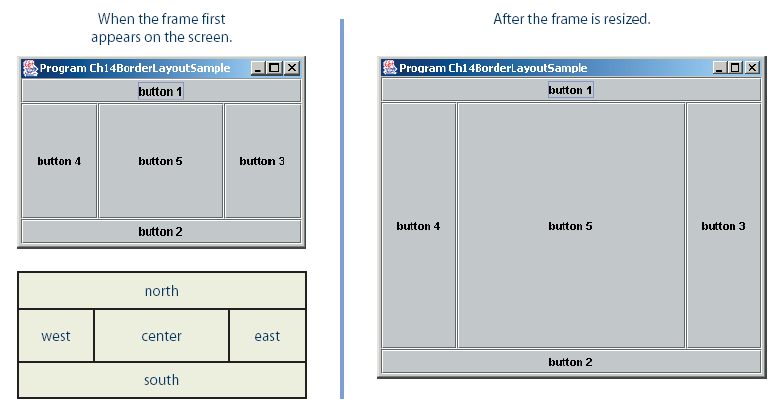 When the frame first
appears on the screen.
Program Ch14BorderLayoutSample
button 1
button 4 button 5 button 3
button 2
north
west center east
south
After the frame is resized.
Program Ch14BorderLayoutSample
button 1
button 4 button 5 button 3
button 2